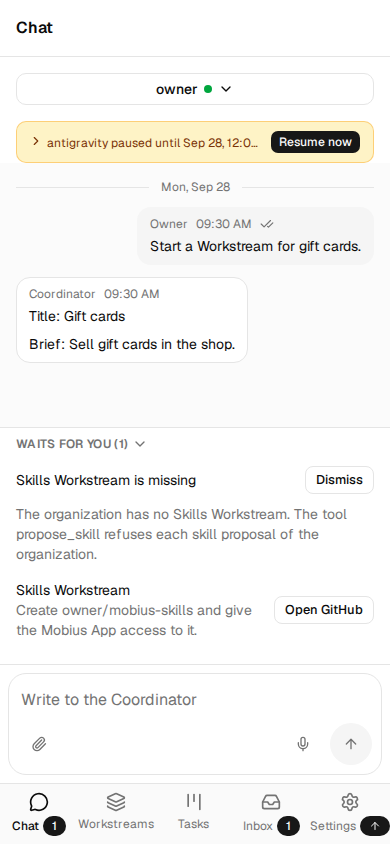 Chat
owner
antigravity paused until Sep 28, 12:0... Resume now
Mon, Sep 28
Owner 09:30 AM
Start a Workstream for gift cards.
Coordinator 09:30 AM
Title: Gift cards
Brief: Sell gift cards in the shop.
WAITS FOR YOU (1)
Skills Workstream is missing Dismiss
The organization has no Skills Workstream. The tool
propose_skill refuses each skill proposal of the
organization.
Skills Workstream
Create owner/mobius-skills and give
the Mobius App access to it.
Open GitHub
Write to the Coordinator
Chat 1 Workstreams Tasks Inbox 1 Settings